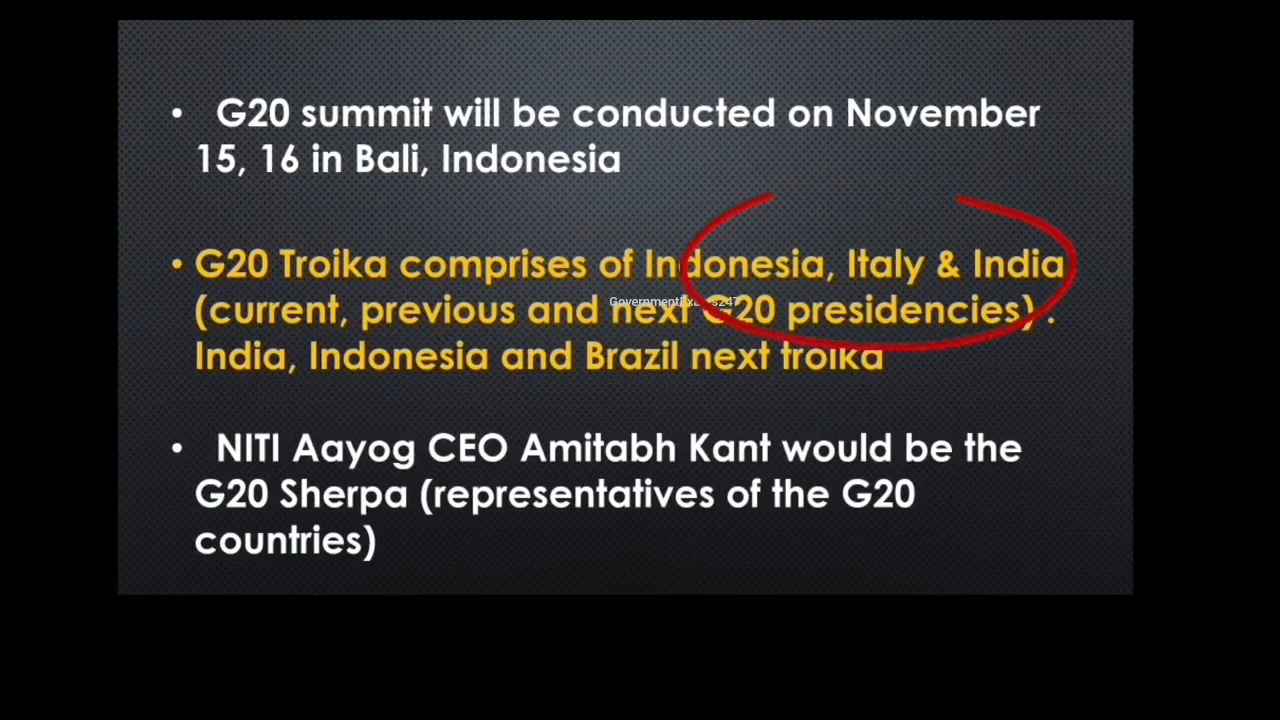 • G20 summit will be conducted on November
15, 16 in Bali, Indonesia
• G20 Troika comprises of Indonesia, Italy & India
(current, previous and next G20 presidencies) .
India, Indonesia and Brazil next troika
• NITI Aayog CEO Amitabh Kant would be the
G20 Sherpa (representatives of the G20
countries)
GovernmentExams247